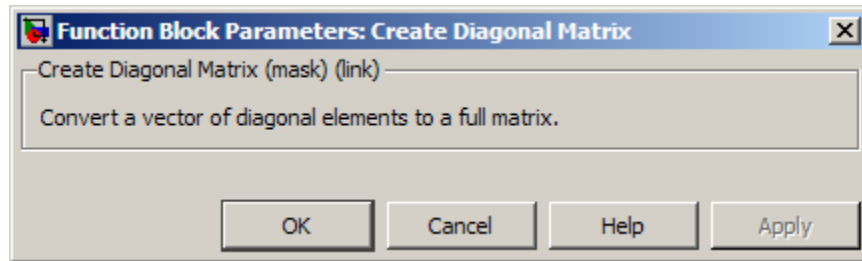 Function Block Parameters: Create Diagonal Matrix
Create Diagonal Matrix (mask) (link)
Convert a vector of diagonal elements to a full matrix.
OK Cancel Help Apply